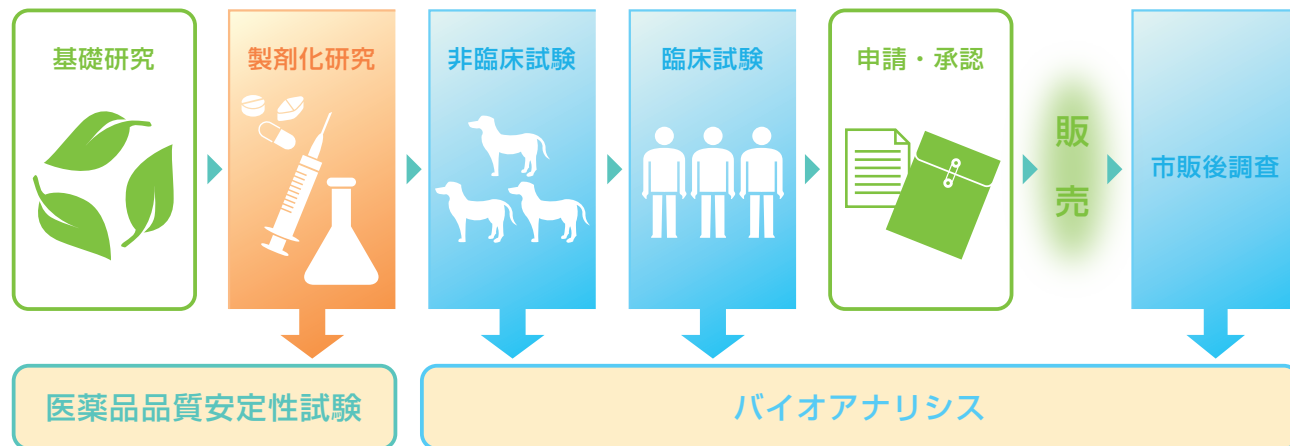 基礎研究
製剤化研究
非臨床試験
臨床試験
申請・承認
販売
市販後調査
医薬品品質安定性試験
バイオアナリシス